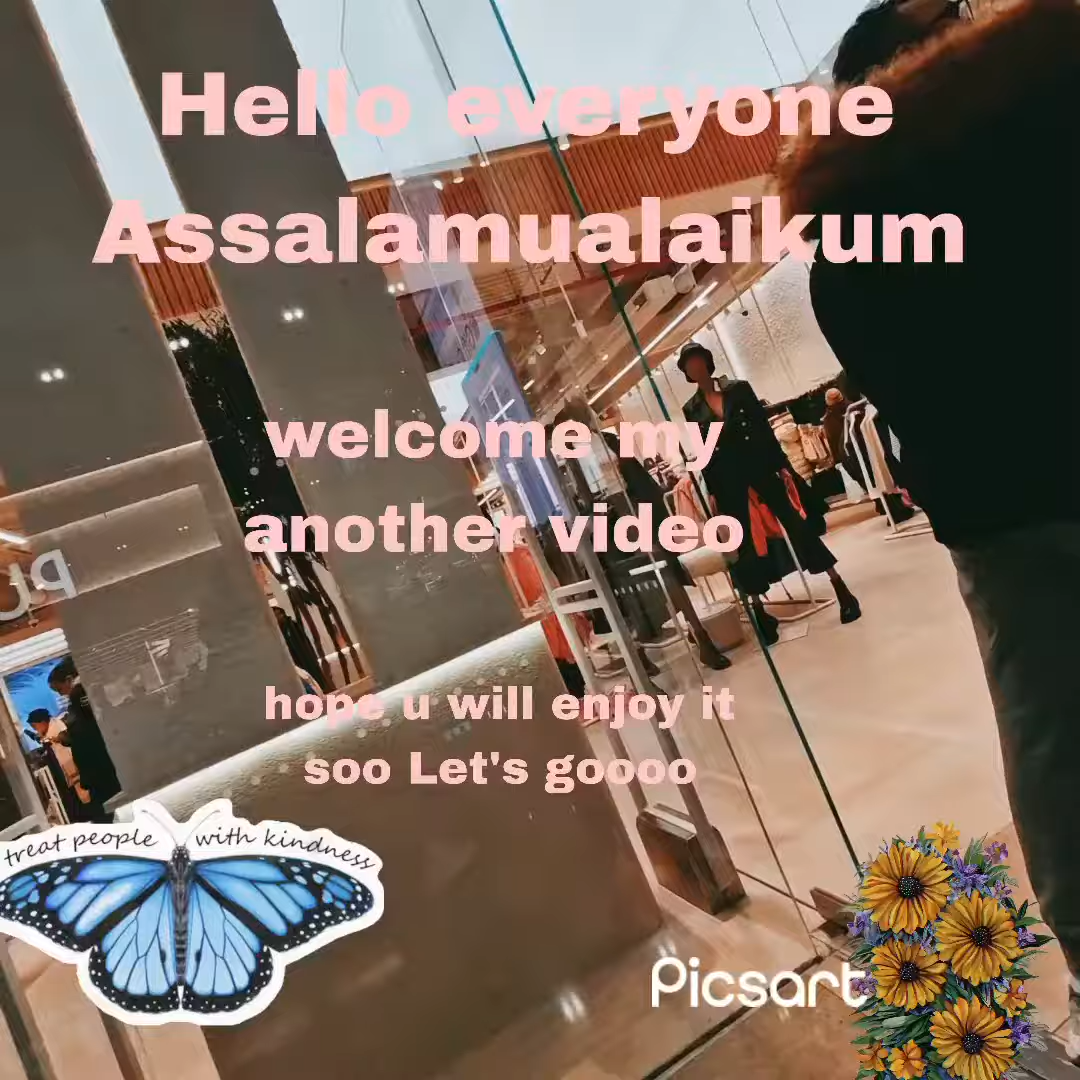 Hello everyone
Assalamualaikum
welcome my
another video
hope u will enjoy it
soo Let's goooo
treat people with kindness
Picsart